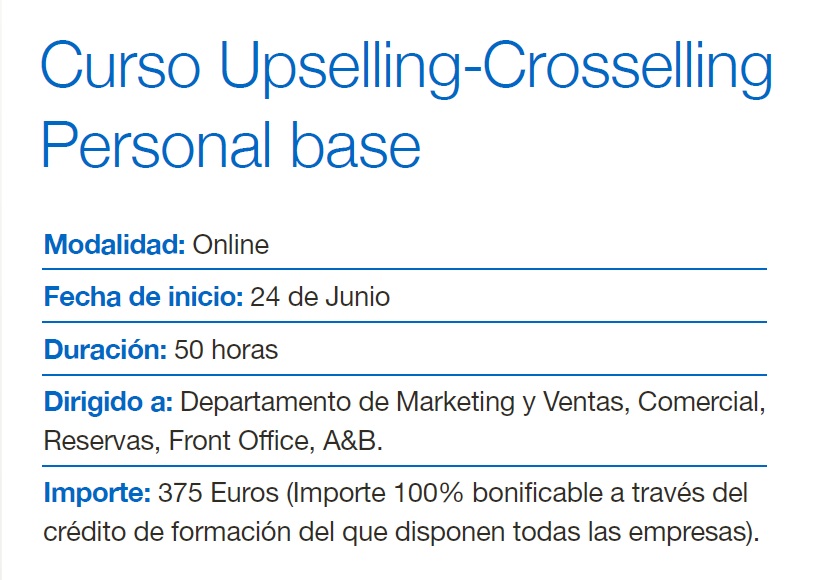 Curso Upselling-Crosselling
Personal base
Modalidad: Online
Fecha de inicio: 24 de Junio
Duración: 50 horas
Dirigido a: Departamento de Marketing y Ventas, Comercial,
Reservas, Front Office, A&B.
Importe: 375 Euros (Importe 100% bonificable a través del
crédito de formación del que disponen todas las empresas).